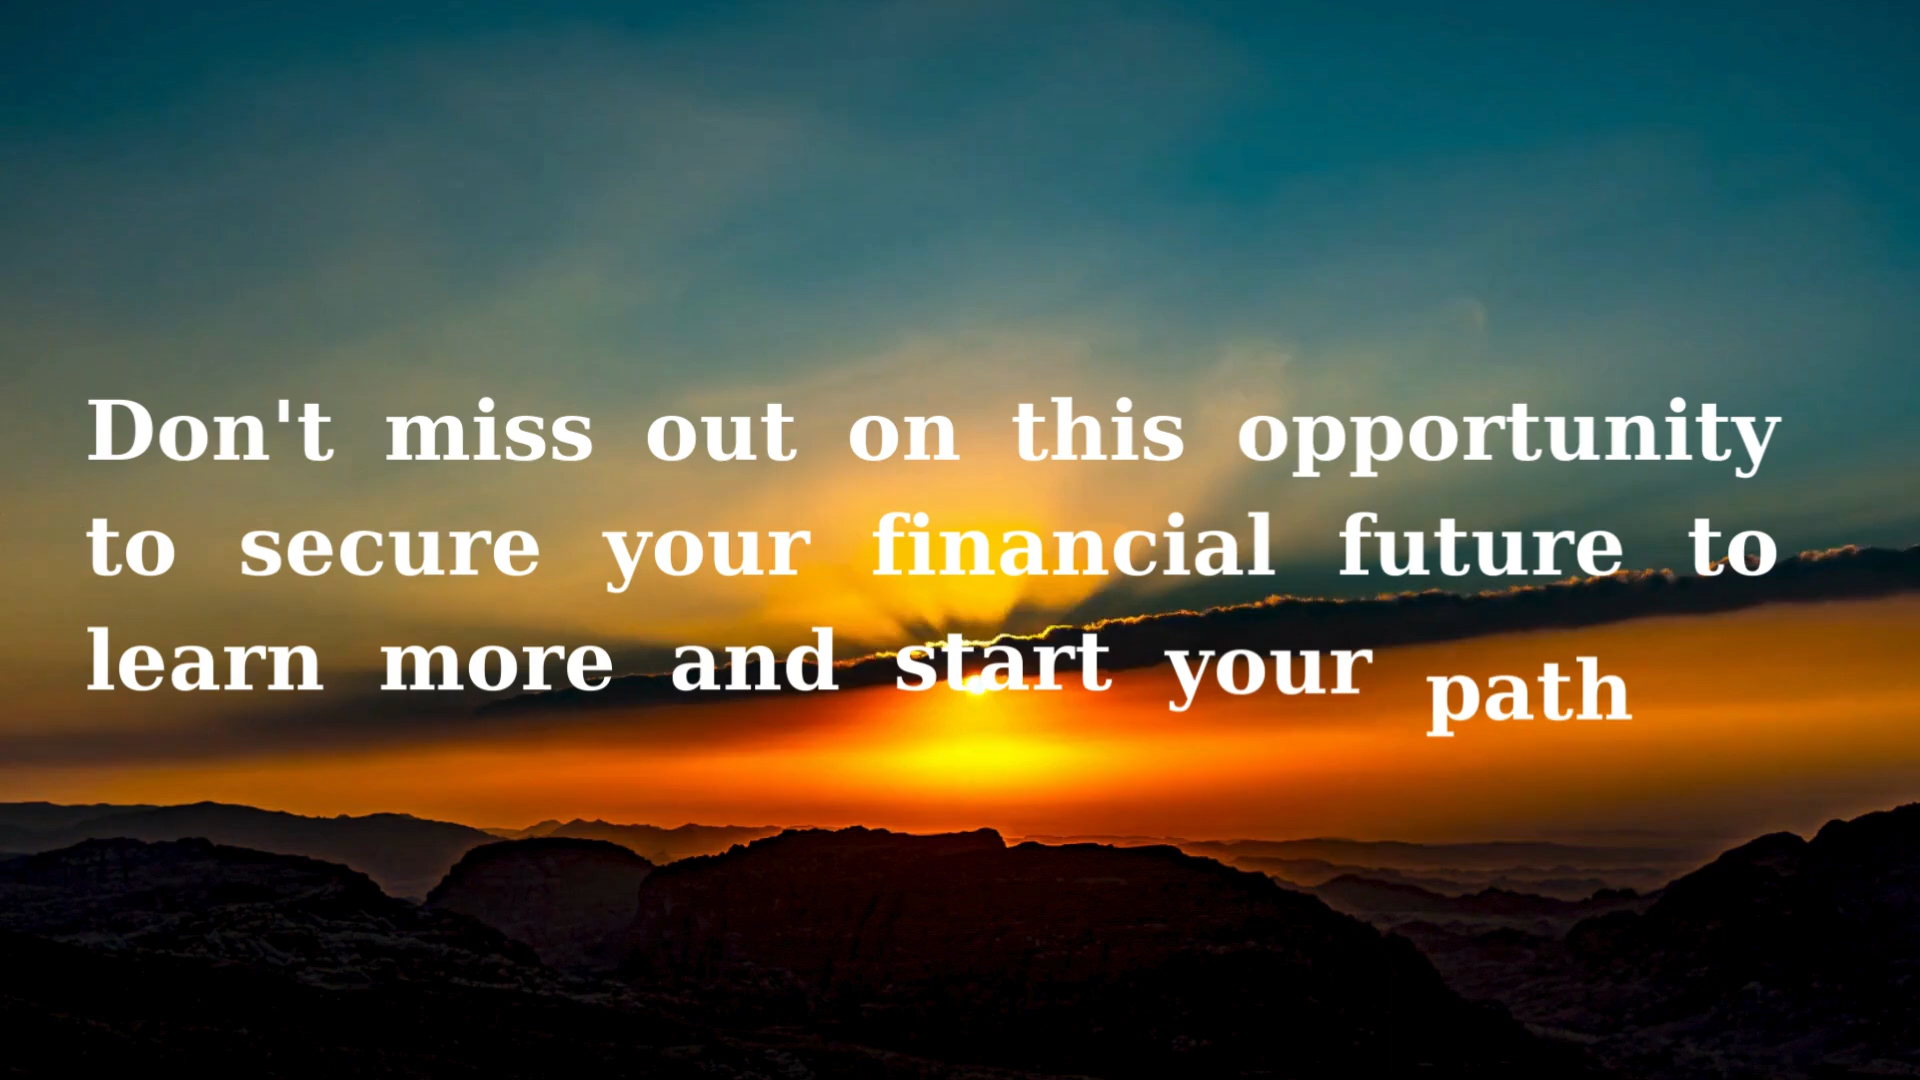 Don't miss out on this opportunity
to secure your financial future to
learn more and start your path